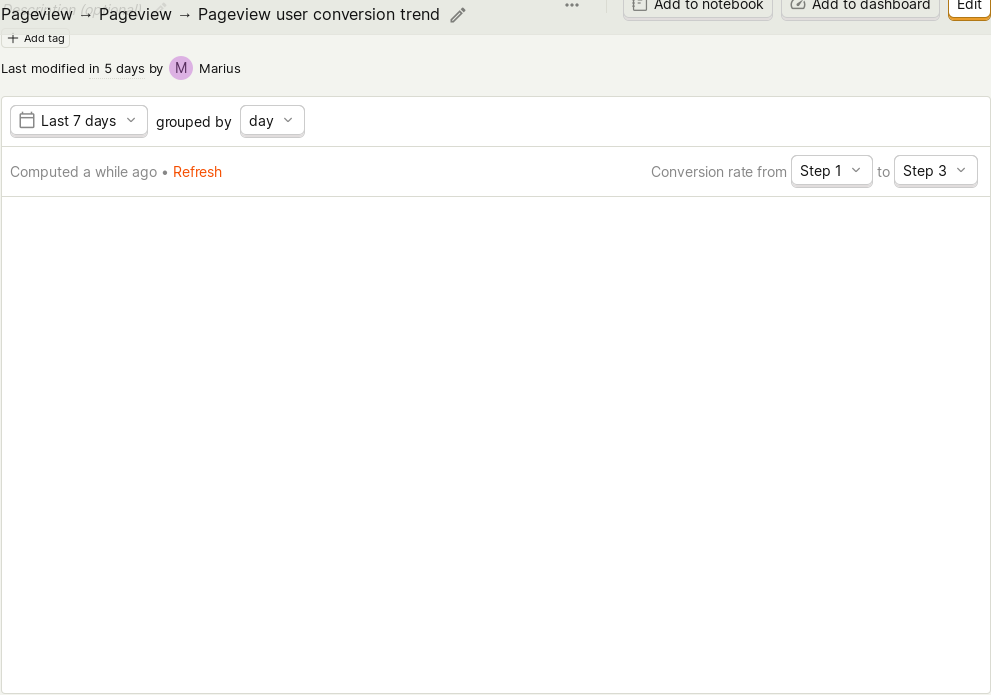 Description (optional)
Pageview → Pageview → Pageview user conversion trend
Add to notebook
Add to dashboard
Edit
Add tag
Last modified in 5 days by M Marius
Last 7 days grouped by day
Computed a while ago • Refresh
Conversion rate from Step 1 to Step 3